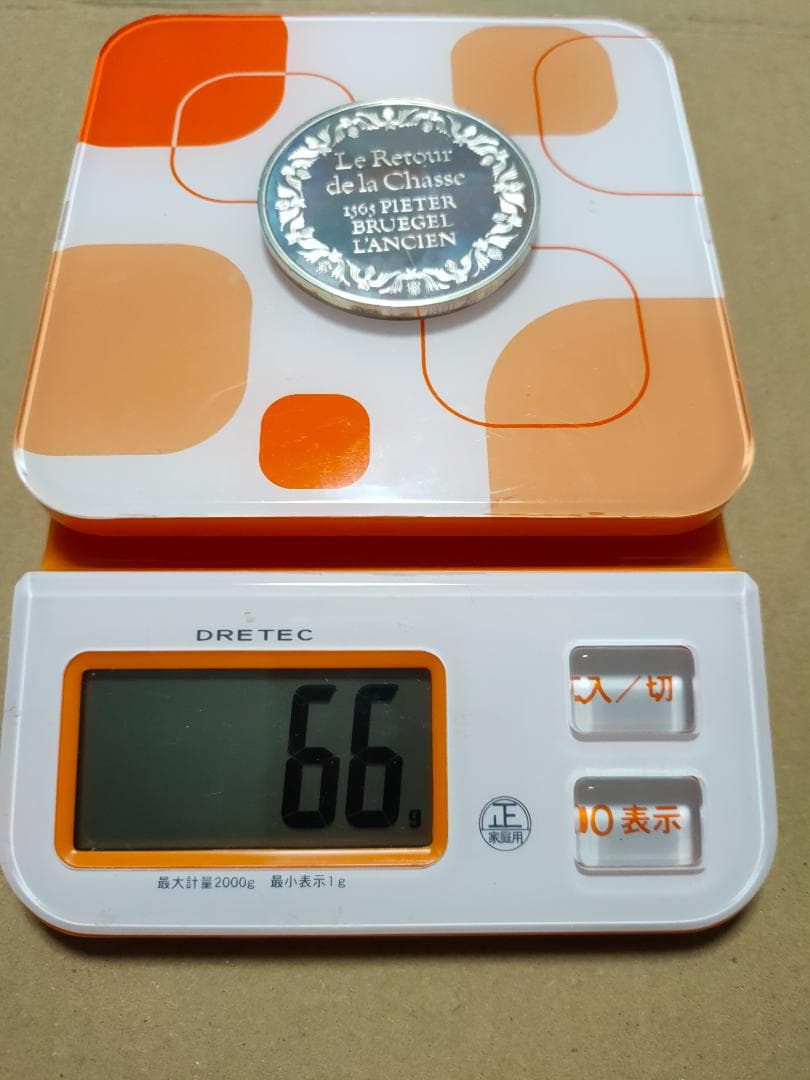 Le Retour
de la Chasse
1565 PIETER
BRUEGEL
L'ANCIEN
DRETEC
66g
入／切
正
家庭用
0表示
最大計量2000g 最小表示1g